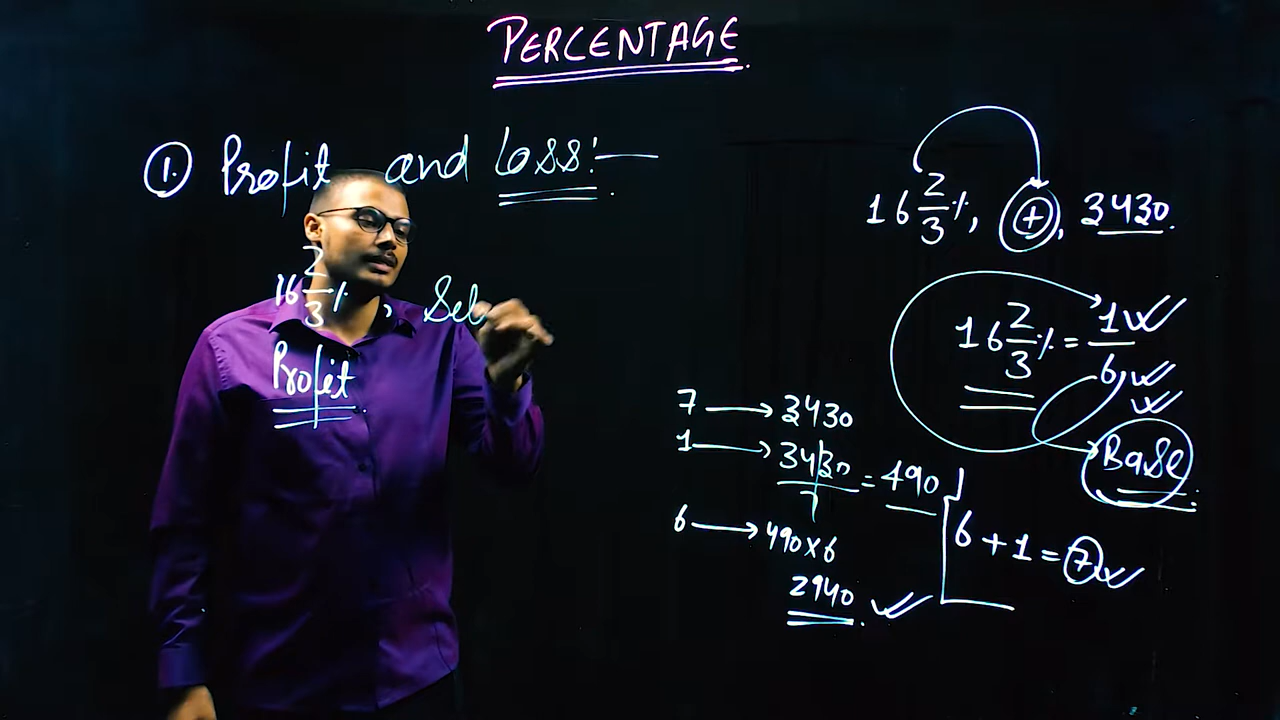 PERCENTAGE
1. Profit and loss:—
16 2/3 %, Sel
Profit
16 2/3 %, +, 3430.
16 2/3 % = 1/6
Base
7 → 3430
1 → 3430/7 = 490
6 → 490×6
2940
6 + 1 = 7